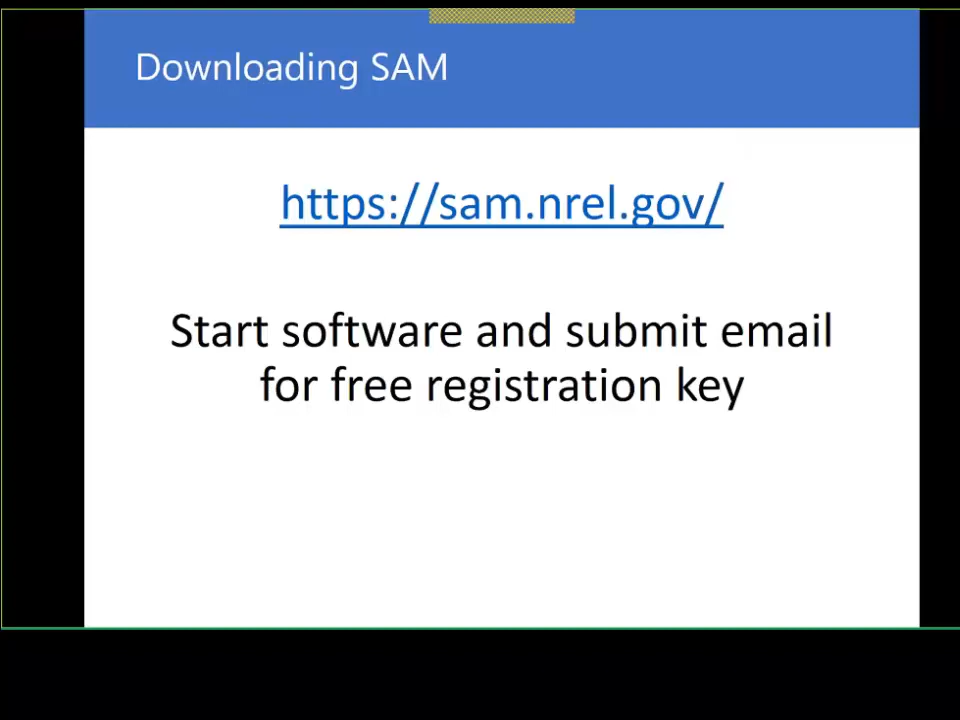 Downloading SAM
https://sam.nrel.gov/
Start software and submit email
for free registration key